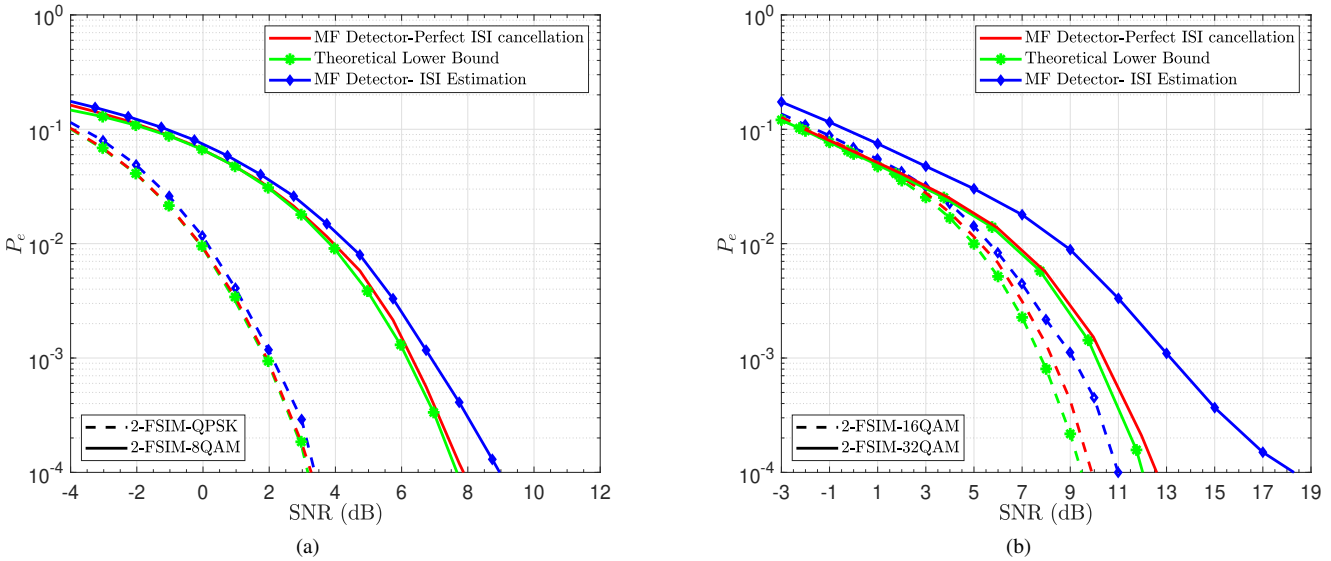 10^0
10^-1
10^-2
10^-3
10^-4
P_e
MF Detector-Perfect ISI cancellation
Theoretical Lower Bound
MF Detector- ISI Estimation
2-FSIM-QPSK
2-FSIM-8QAM
-4 -2 0 2 4 6 8 10 12
SNR (dB)
(a)
10^0
10^-1
10^-2
10^-3
10^-4
P_e
MF Detector-Perfect ISI cancellation
Theoretical Lower Bound
MF Detector- ISI Estimation
2-FSIM-16QAM
2-FSIM-32QAM
-3 -1 1 3 5 7 9 11 13 15 17 19
SNR (dB)
(b)